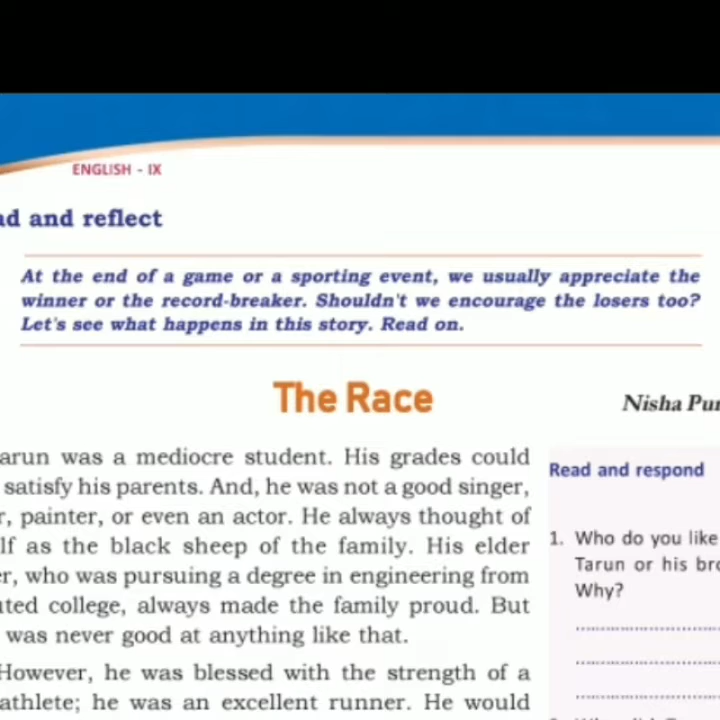 ENGLISH - IX
and reflect
At the end of a game or a sporting event, we usually appreciate the
winner or the record-breaker. Shouldn't we encourage the losers too?
Let's see what happens in this story. Read on.
The Race
Nisha
arun was a mediocre student. His grades could
satisfy his parents. And, he was not a good singer,
painter, or even an actor. He always thought of
as the black sheep of the family. His elder
who was pursuing a degree in engineering from
college, always made the family proud. But
was never good at anything like that.
However, he was blessed with the strength of a
athlete; he was an excellent runner. He would
Read and respond
1. Who do you like
Tarun or his
Why?